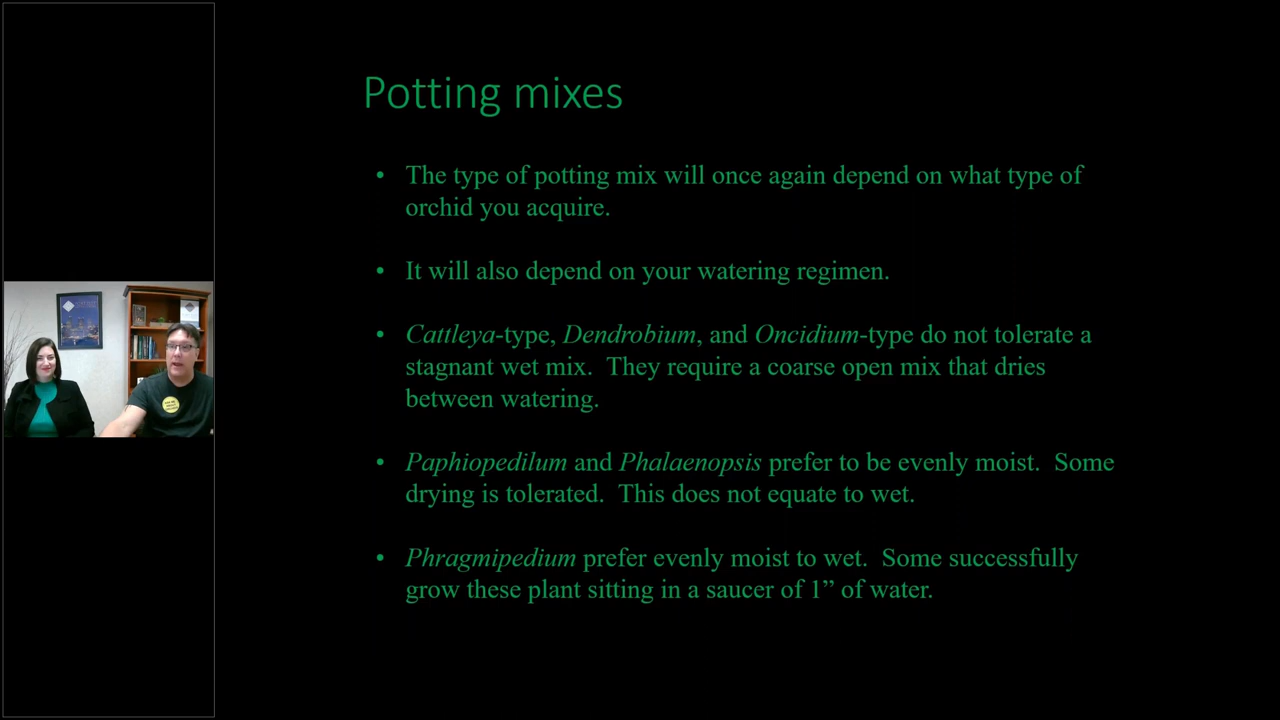 Potting mixes
• The type of potting mix will once again depend on what type of
orchid you acquire.
• It will also depend on your watering regimen.
• Cattleya-type, Dendrobium, and Oncidium-type do not tolerate a
stagnant wet mix.  They require a coarse open mix that dries
between watering.
• Paphiopedilum and Phalaenopsis prefer to be evenly moist.  Some
drying is tolerated.  This does not equate to wet.
• Phragmipedium prefer evenly moist to wet.  Some successfully
grow these plant sitting in a saucer of 1” of water.